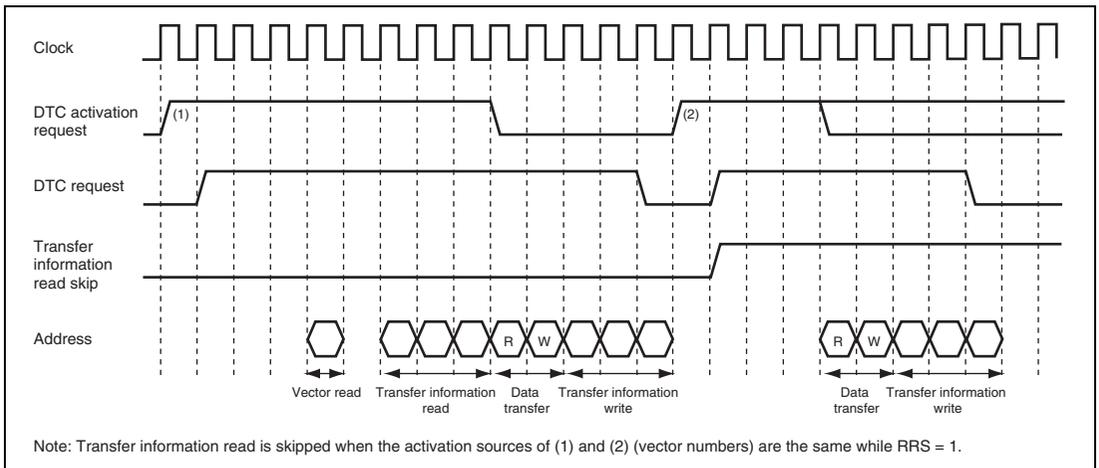 Clock
DTC activation
request
(1)
(2)
DTC request
Transfer
information
read skip
Address
R
W
R
W
Vector read
Transfer information
read
Data
transfer
Transfer information
write
Data
transfer
Transfer information
write
Note: Transfer information read is skipped when the activation sources of (1) and (2) (vector numbers) are the same while RRS = 1.